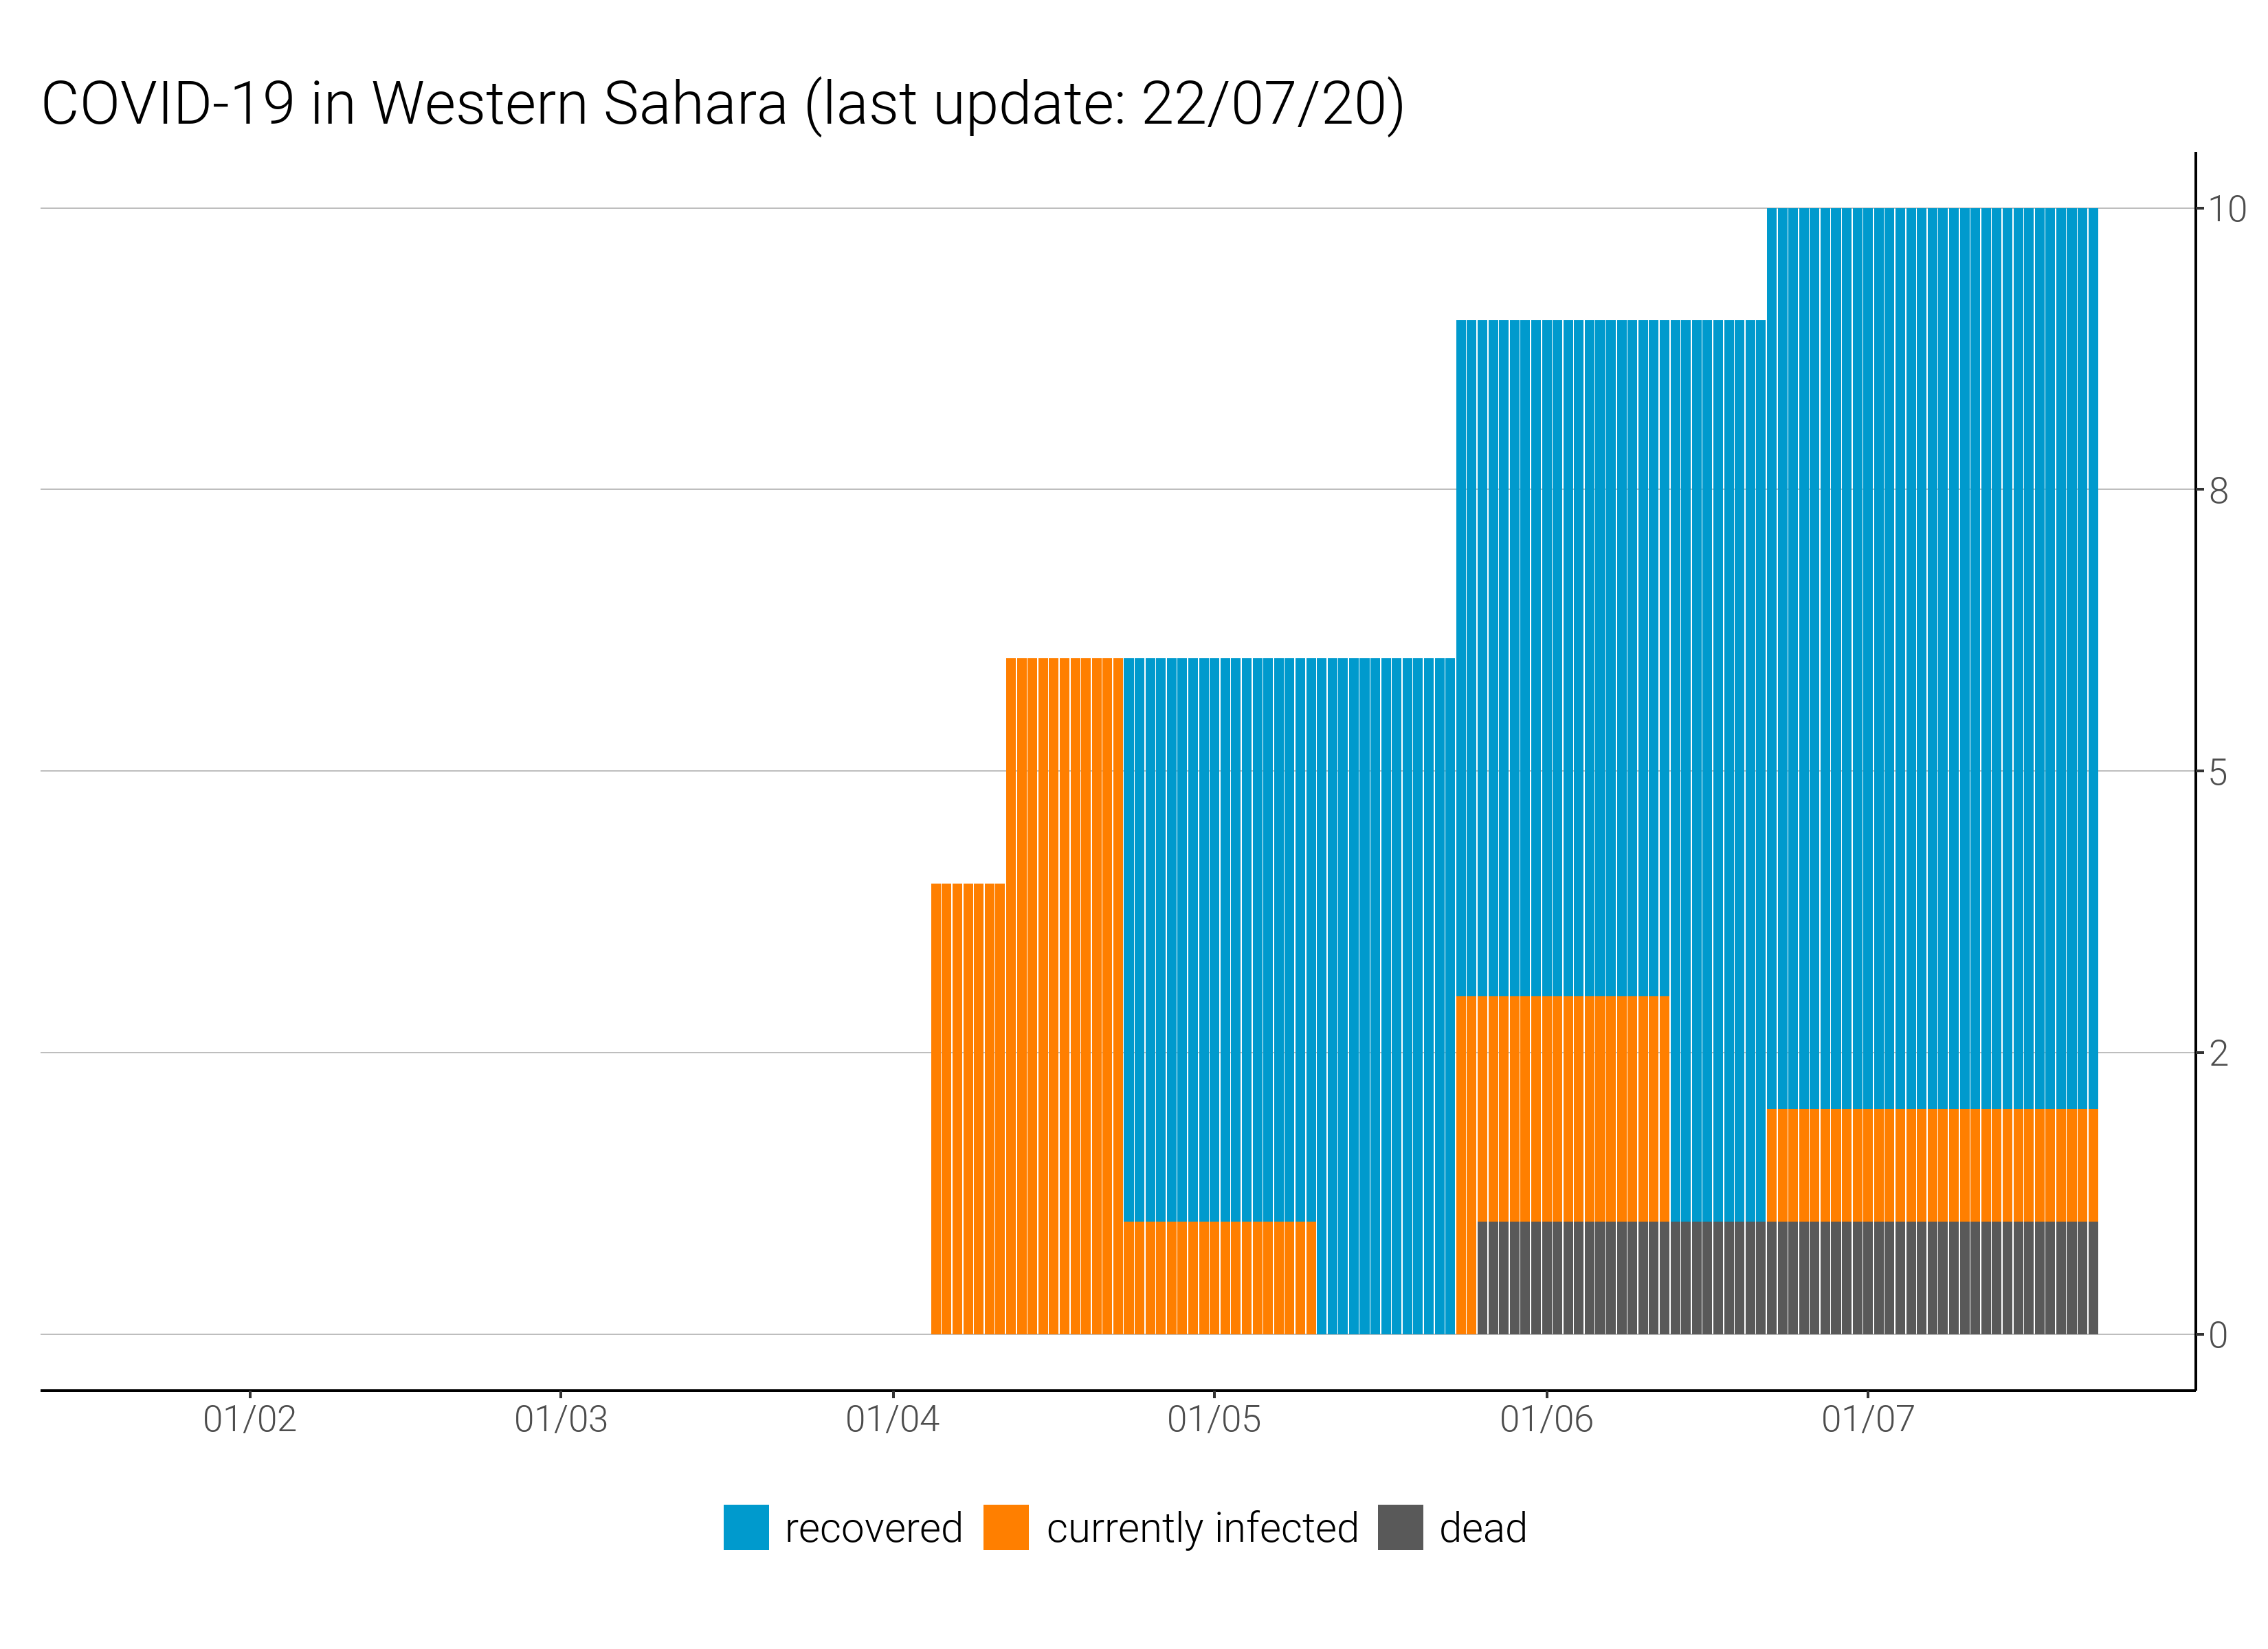 COVID-19 in Western Sahara (last update: 22/07/20)
10
8
5
2
0
01/02 01/03 01/04 01/05 01/06 01/07
recovered currently infected dead